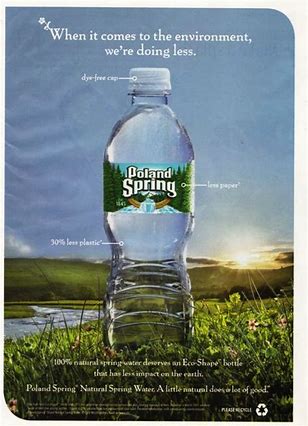 When it comes to the environment,
we're doing less.
dye-free cap
Poland
Spring
1845
less paper
30% less plastic
100% natural spring water deserves an Eco-Shape bottle
that has less impact on the earth.
Poland Spring Natural Spring Water. A little natural does a lot of good.
PLEASE RECYCLE